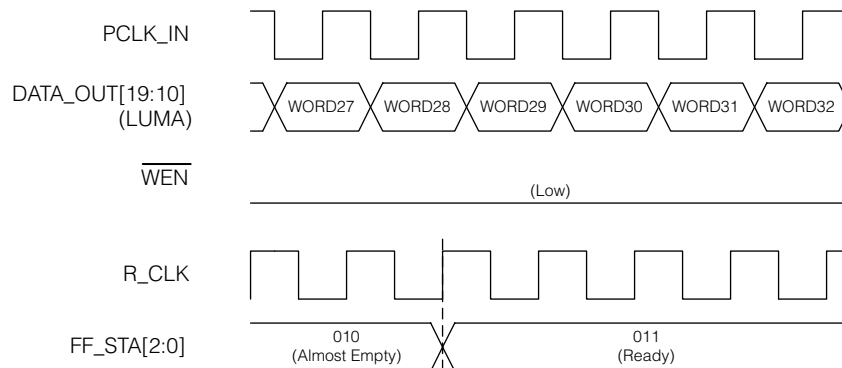 PCLK_IN
DATA_OUT[19:10]
(LUMA)
WORD27 WORD28 WORD29 WORD30 WORD31 WORD32
WEN
(Low)
R_CLK
FF_STA[2:0]
010
(Almost Empty)
011
(Ready)